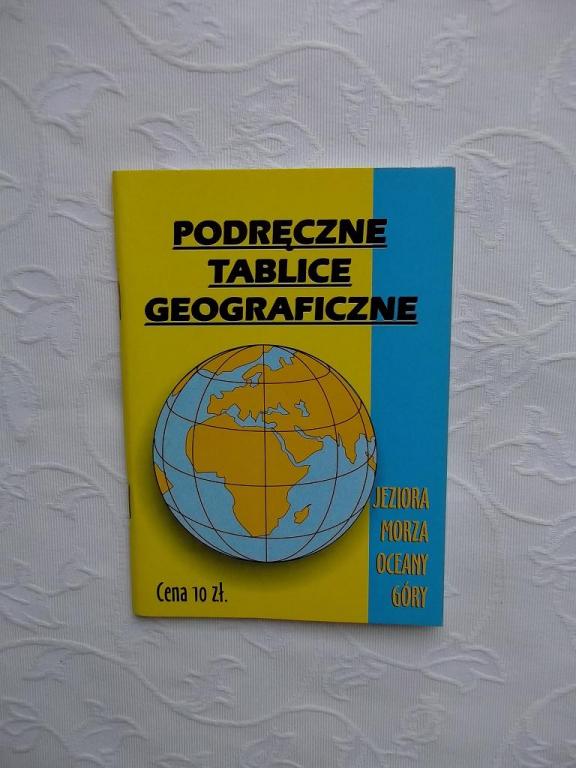 PODRĘCZNE
TABLICE
GEOGRAFICZNE
JEZIORA
MORZA
OCEANY
GÓRY
Cena 10 zł.